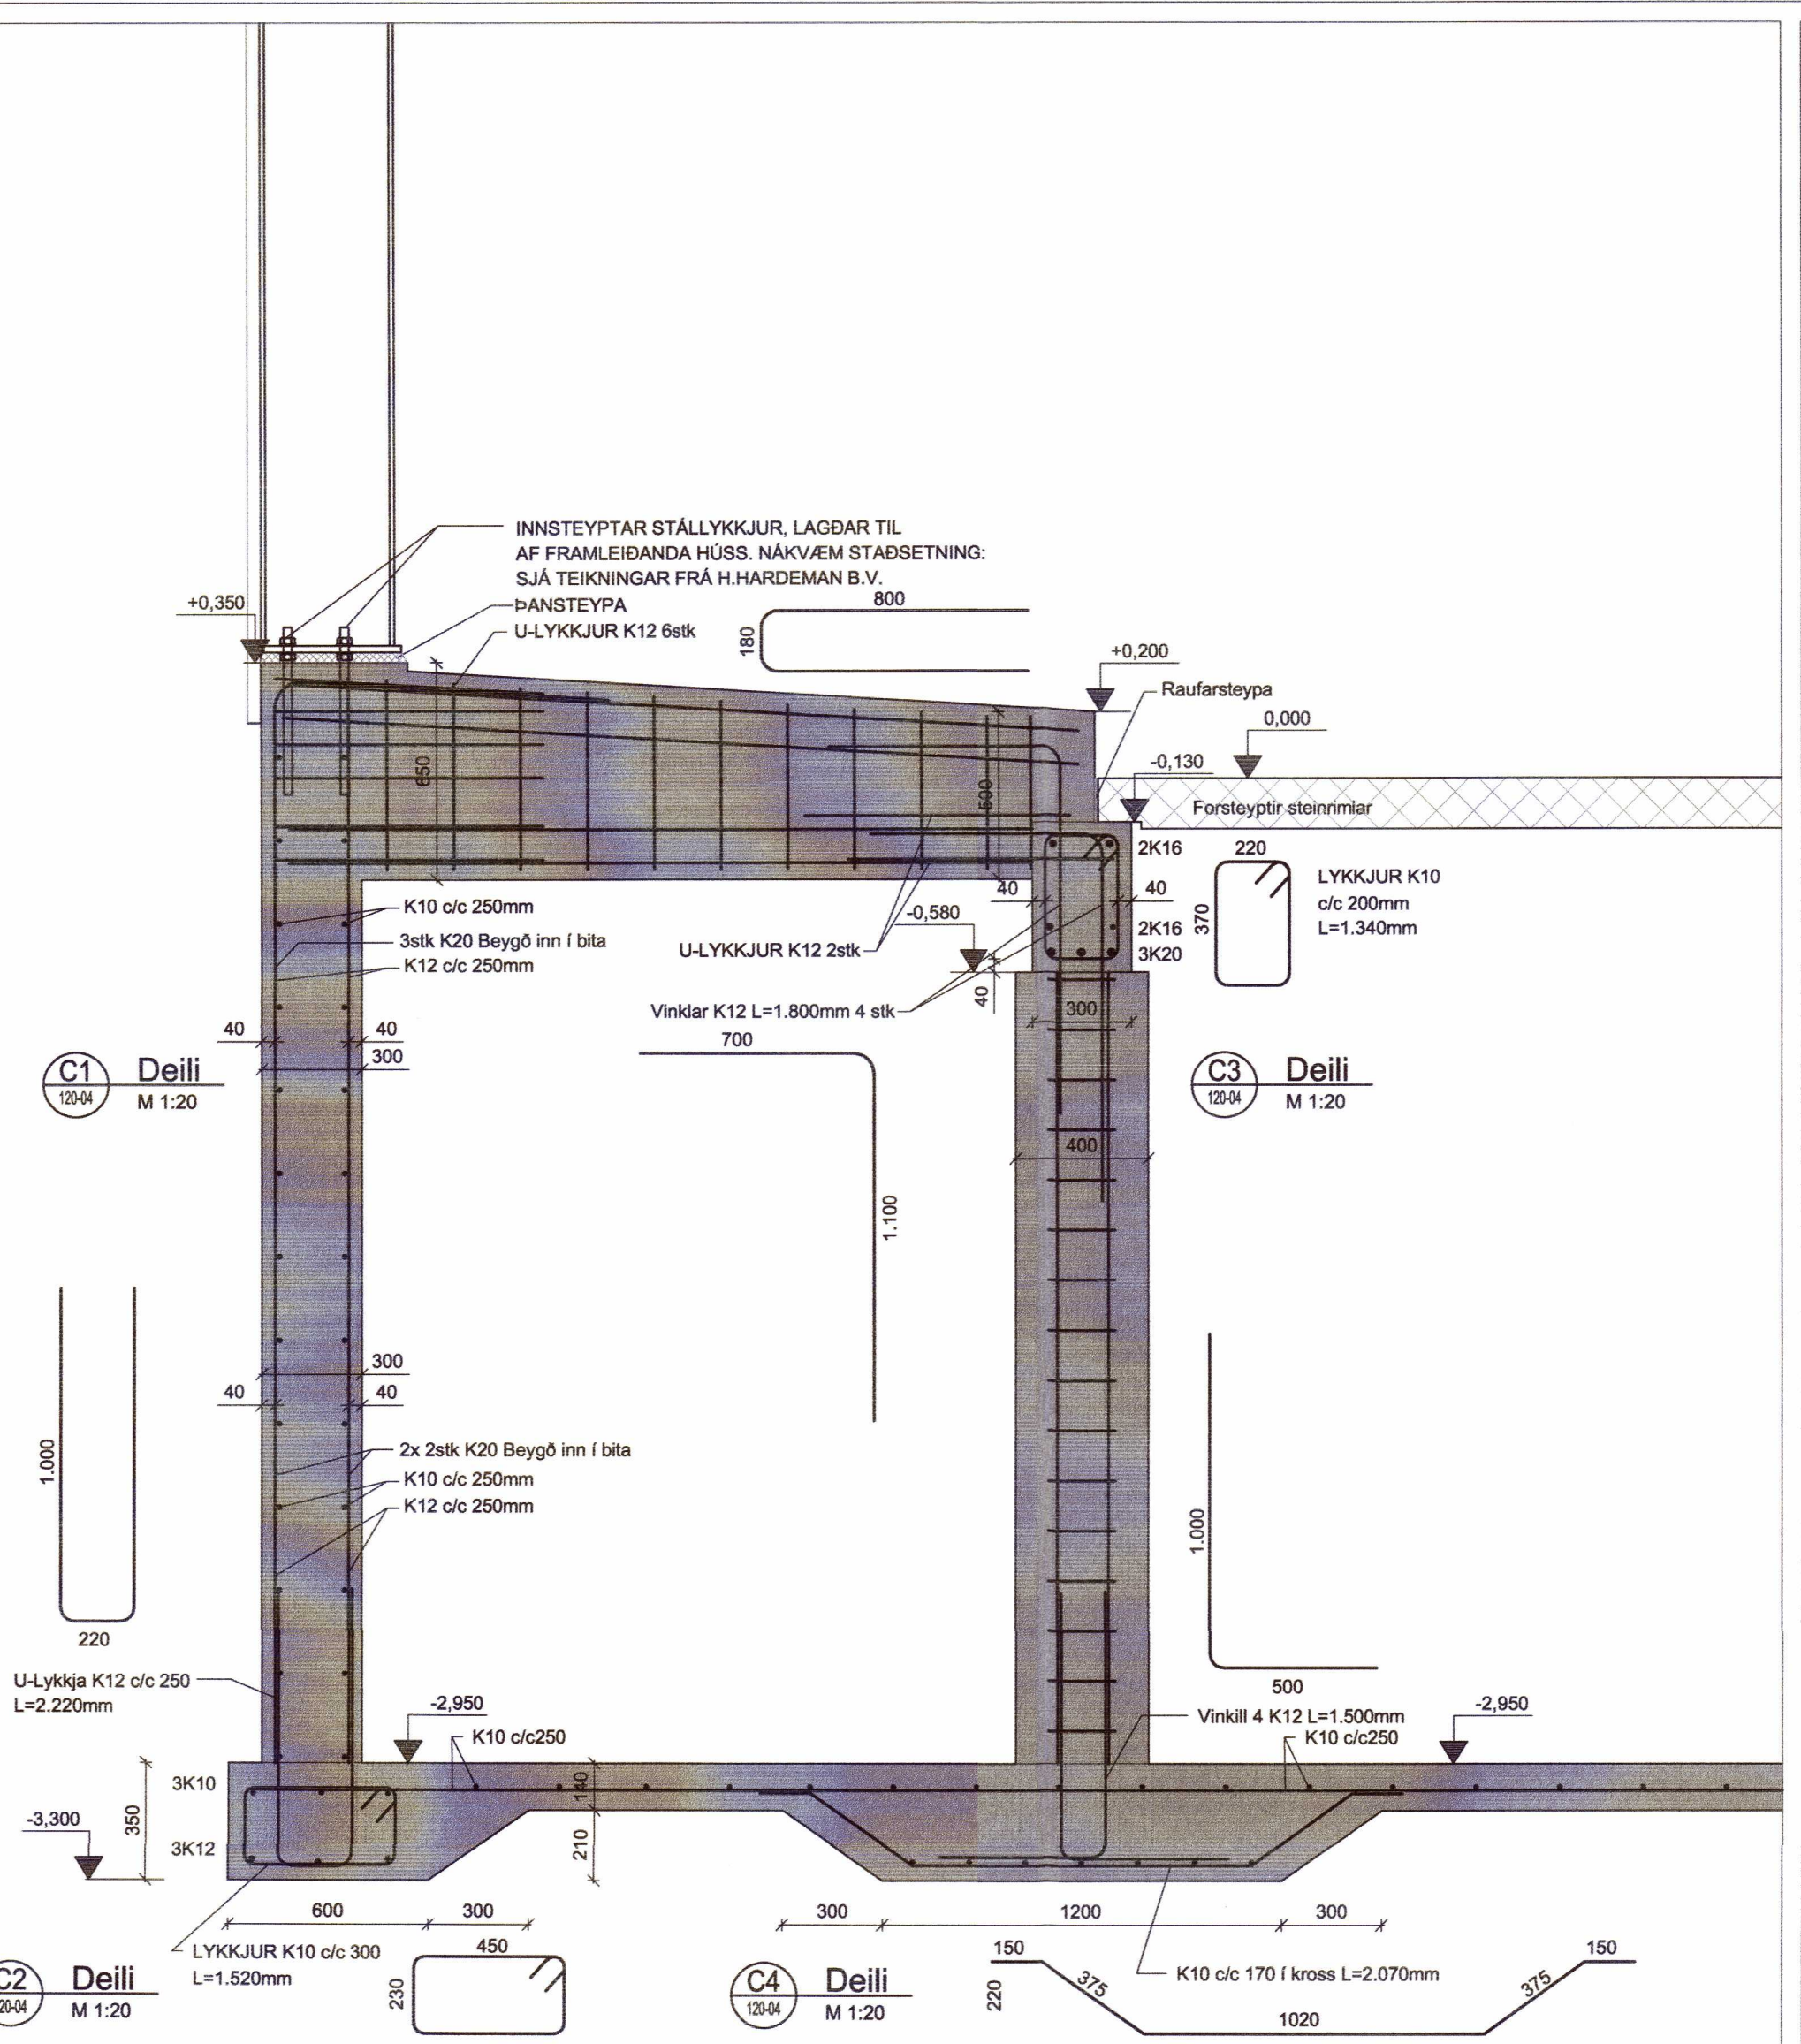 INNSTEYPTAR STÁLLYKKJUR, LAGÐAR TIL
AF FRAMLEIÐANDA HÚSS. NÁKVÆM STAÐSETNING:
SJÁ TEIKNINGAR FRÁ H.HARDEMAN B.V.
ÞANSTEYPA
U-LYKKJUR K12 6stk
+0,350
800
180
+0,200
Raufarsteypa
0,000
-0,130
Forsteyptir steinrimlar
650
500
2K16
2K16
3K20
40
40
220
370
LYKKJUR K10
c/c 200mm
L=1.340mm
K10 c/c 250mm
3stk K20 Beygð inn í bita
K12 c/c 250mm
-0,580
U-LYKKJUR K12 2stk
40
Vinklar K12 L=1.800mm 4 stk
300
700
1.100
40
40
300
C1
120-04
Deili
M 1:20
C3
120-04
Deili
M 1:20
400
300
40
40
2x 2stk K20 Beygð inn í bita
K10 c/c 250mm
K12 c/c 250mm
1.000
220
U-Lykkja K12 c/c 250
L=2.220mm
1.000
500
-2,950
K10 c/c250
Vinkill 4 K12 L=1.500mm
K10 c/c250
-2,950
3K10
3K12
350
-3,300
140
210
600
300
300
1200
300
LYKKJUR K10 c/c 300
L=1.520mm
450
230
C2
20-04
Deili
M 1:20
C4
120-04
Deili
M 1:20
150
220
375
1020
375
150
K10 c/c 170 í kross L=2.070mm